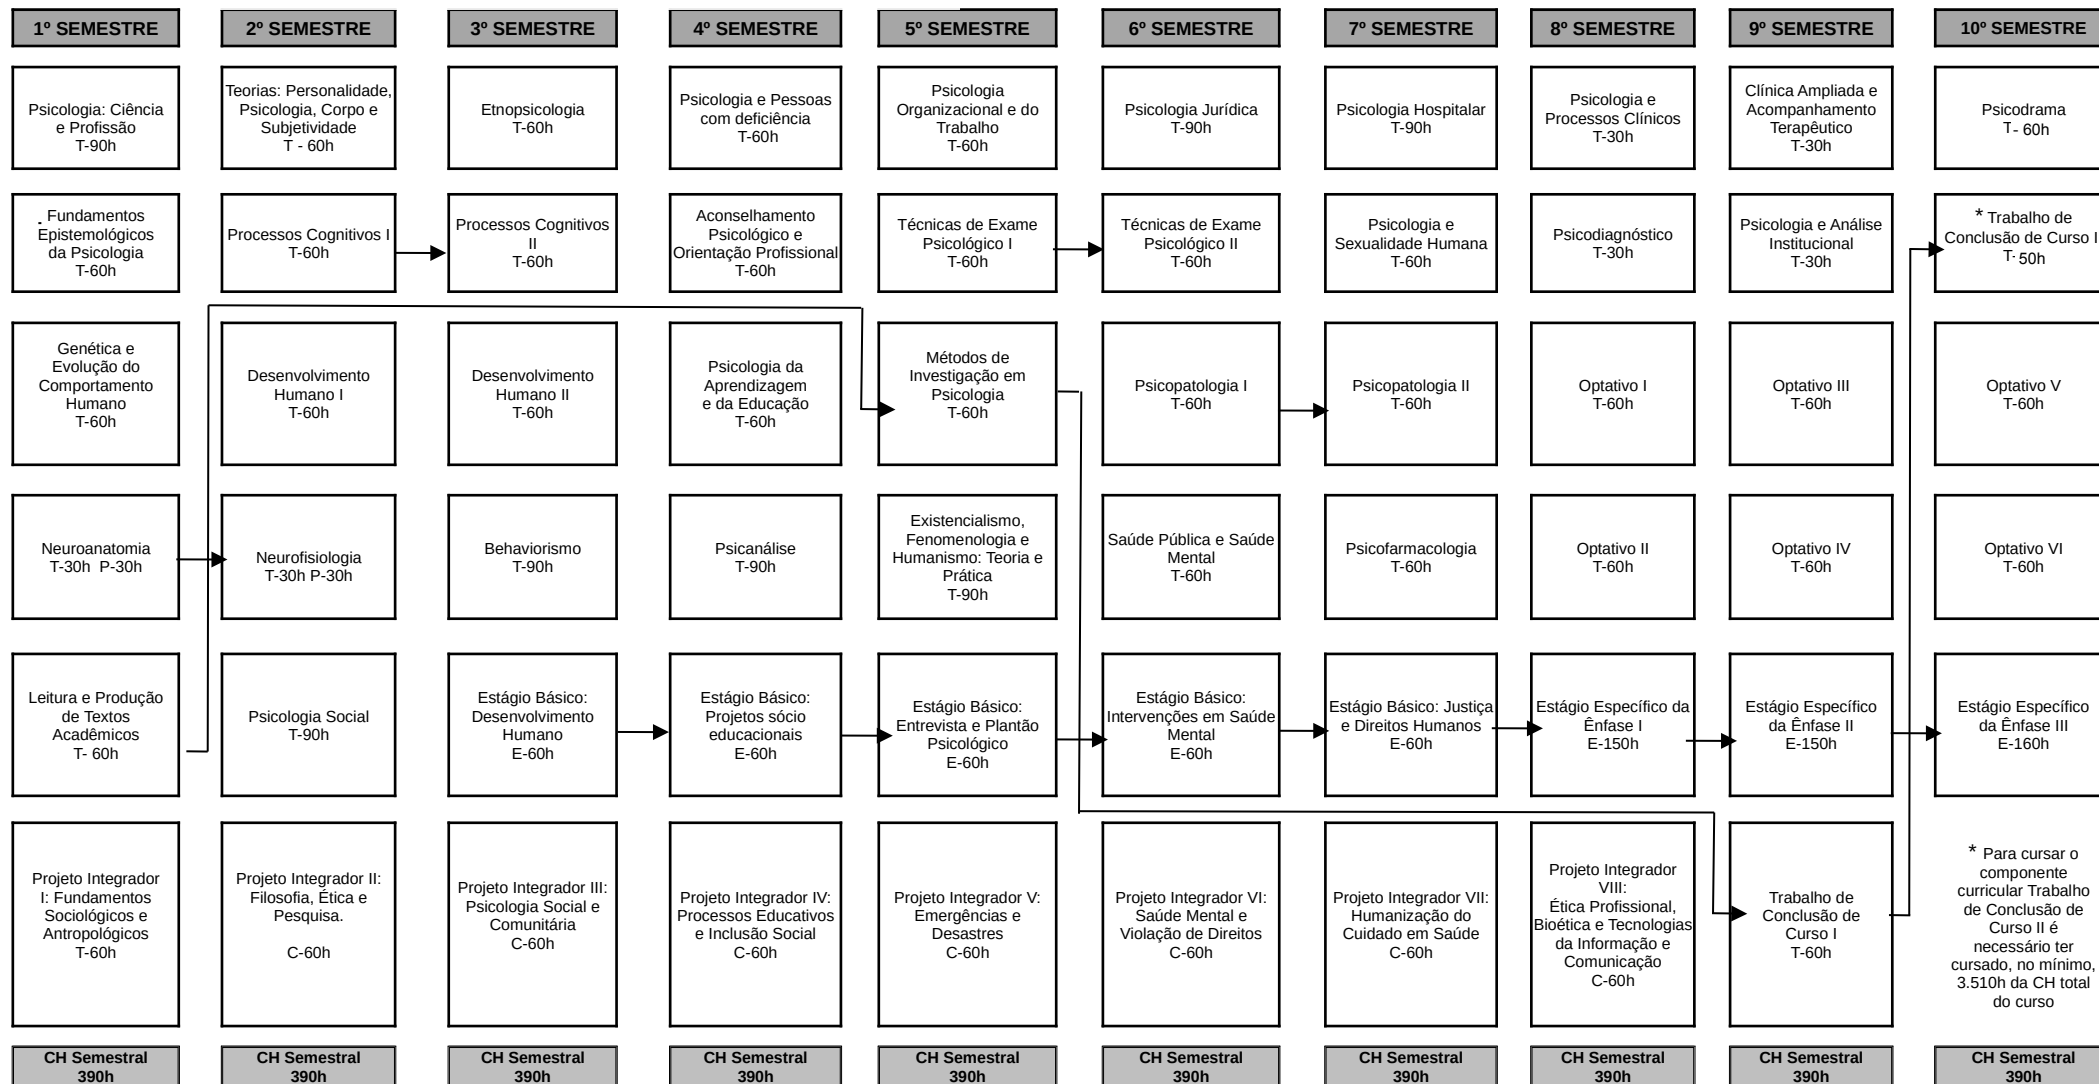 1º SEMESTRE
2º SEMESTRE
3º SEMESTRE
4º SEMESTRE
5º SEMESTRE
6º SEMESTRE
7º SEMESTRE
8º SEMESTRE
9º SEMESTRE
10º SEMESTRE
Psicologia: Ciência
e Profissão
T-90h
Teorias: Personalidade,
Psicologia, Corpo e
Subjetividade
T - 60h
Etnopsicologia
T-60h
Psicologia e Pessoas
com deficiência
T-60h
Psicologia
Organizacional e do
Trabalho
T-60h
Psicologia Jurídica
T-90h
Psicologia Hospitalar
T-90h
Psicologia e
Processos Clínicos
T-30h
Clínica Ampliada e
Acompanhamento
Terapêutico
T-30h
Psicodrama
T- 60h
Fundamentos
Epistemológicos
da Psicologia
T-60h
Processos Cognitivos I
T-60h
Processos Cognitivos
II
T-60h
Aconselhamento
Psicológico e
Orientação Profissional
T-60h
Técnicas de Exame
Psicológico I
T-60h
Técnicas de Exame
Psicológico II
T-60h
Psicologia e
Sexualidade Humana
T-60h
Psicodiagnóstico
T-30h
Psicologia e Análise
Institucional
T-30h
* Trabalho de
Conclusão de Curso I
T- 50h
Genética e
Evolução do
Comportamento
Humano
T-60h
Desenvolvimento
Humano I
T-60h
Desenvolvimento
Humano II
T-60h
Psicologia da
Aprendizagem
e da Educação
T-60h
Métodos de
Investigação em
Psicologia
T-60h
Psicopatologia I
T-60h
Psicopatologia II
T-60h
Optativo I
T-60h
Optativo III
T-60h
Optativo V
T-60h
Neuroanatomia
T-30h P-30h
Neurofisiologia
T-30h P-30h
Behaviorismo
T-90h
Psicanálise
T-90h
Existencialismo,
Fenomenologia e
Humanismo: Teoria e
Prática
T-90h
Saúde Pública e Saúde
Mental
T-60h
Psicofarmacologia
T-60h
Optativo II
T-60h
Optativo IV
T-60h
Optativo VI
T-60h
Leitura e Produção
de Textos
Acadêmicos
T- 60h
Psicologia Social
T-90h
Estágio Básico:
Desenvolvimento
Humano
E-60h
Estágio Básico:
Projetos sócio
educacionais
E-60h
Estágio Básico:
Entrevista e Plantão
Psicológico
E-60h
Estágio Básico:
Intervenções em Saúde
Mental
E-60h
Estágio Básico: Justiça
e Direitos Humanos
E-60h
Estágio Específico da
Ênfase I
E-150h
Estágio Específico
da Ênfase II
E-150h
Estágio Específico
da Ênfase III
E-160h
Projeto Integrador
I: Fundamentos
Sociológicos e
Antropológicos
T-60h
Projeto Integrador II:
Filosofia, Ética e
Pesquisa.
C-60h
Projeto Integrador III:
Psicologia Social e
Comunitária
C-60h
Projeto Integrador IV:
Processos Educativos
e Inclusão Social
C-60h
Projeto Integrador V:
Emergências e
Desastres
C-60h
Projeto Integrador VI:
Saúde Mental e
Violação de Direitos
C-60h
Projeto Integrador VII:
Humanização do
Cuidado em Saúde
C-60h
Projeto Integrador
VIII:
Ética Profissional,
Bioética e Tecnologias
da Informação e
Comunicação
C-60h
Trabalho de
Conclusão de
Curso I
T-60h
* Para cursar o
componente
curricular Trabalho
de Conclusão de
Curso II é
necessário ter
cursado, no mínimo,
3.510h da CH total
do curso
CH Semestral
390h
CH Semestral
390h
CH Semestral
390h
CH Semestral
390h
CH Semestral
390h
CH Semestral
390h
CH Semestral
390h
CH Semestral
390h
CH Semestral
390h
CH Semestral
390h